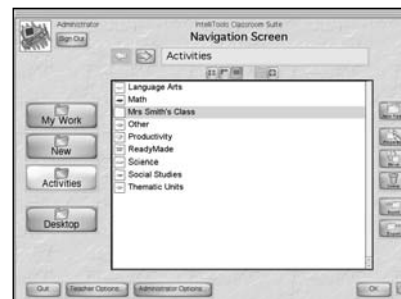 Administrator
IntelliTools Classroom Suite
Sign Out
Navigation Screen
Activities
Language Arts
Math
Mrs Smith's Class
Other
Productivity
ReadyMade
Science
Social Studies
Thematic Units
My Work
New
Activities
Desktop
Quit
Teacher Options...
Administrator Options...
OK